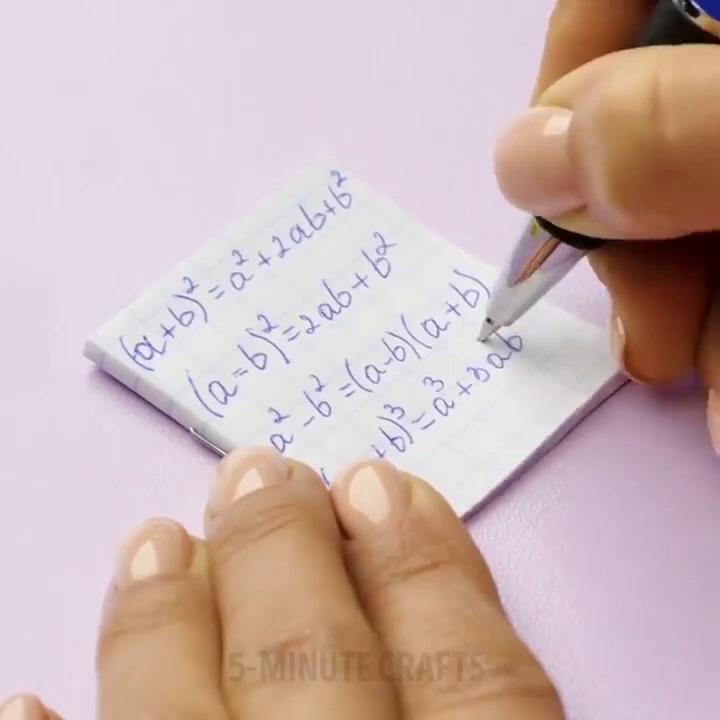 (a+b)²=a²+2ab+b²
(a-b)²=2ab+b²
a²-b²=(a-b)(a+b)
+b)³=a³+3ab
5-MINUTE CRAFTS